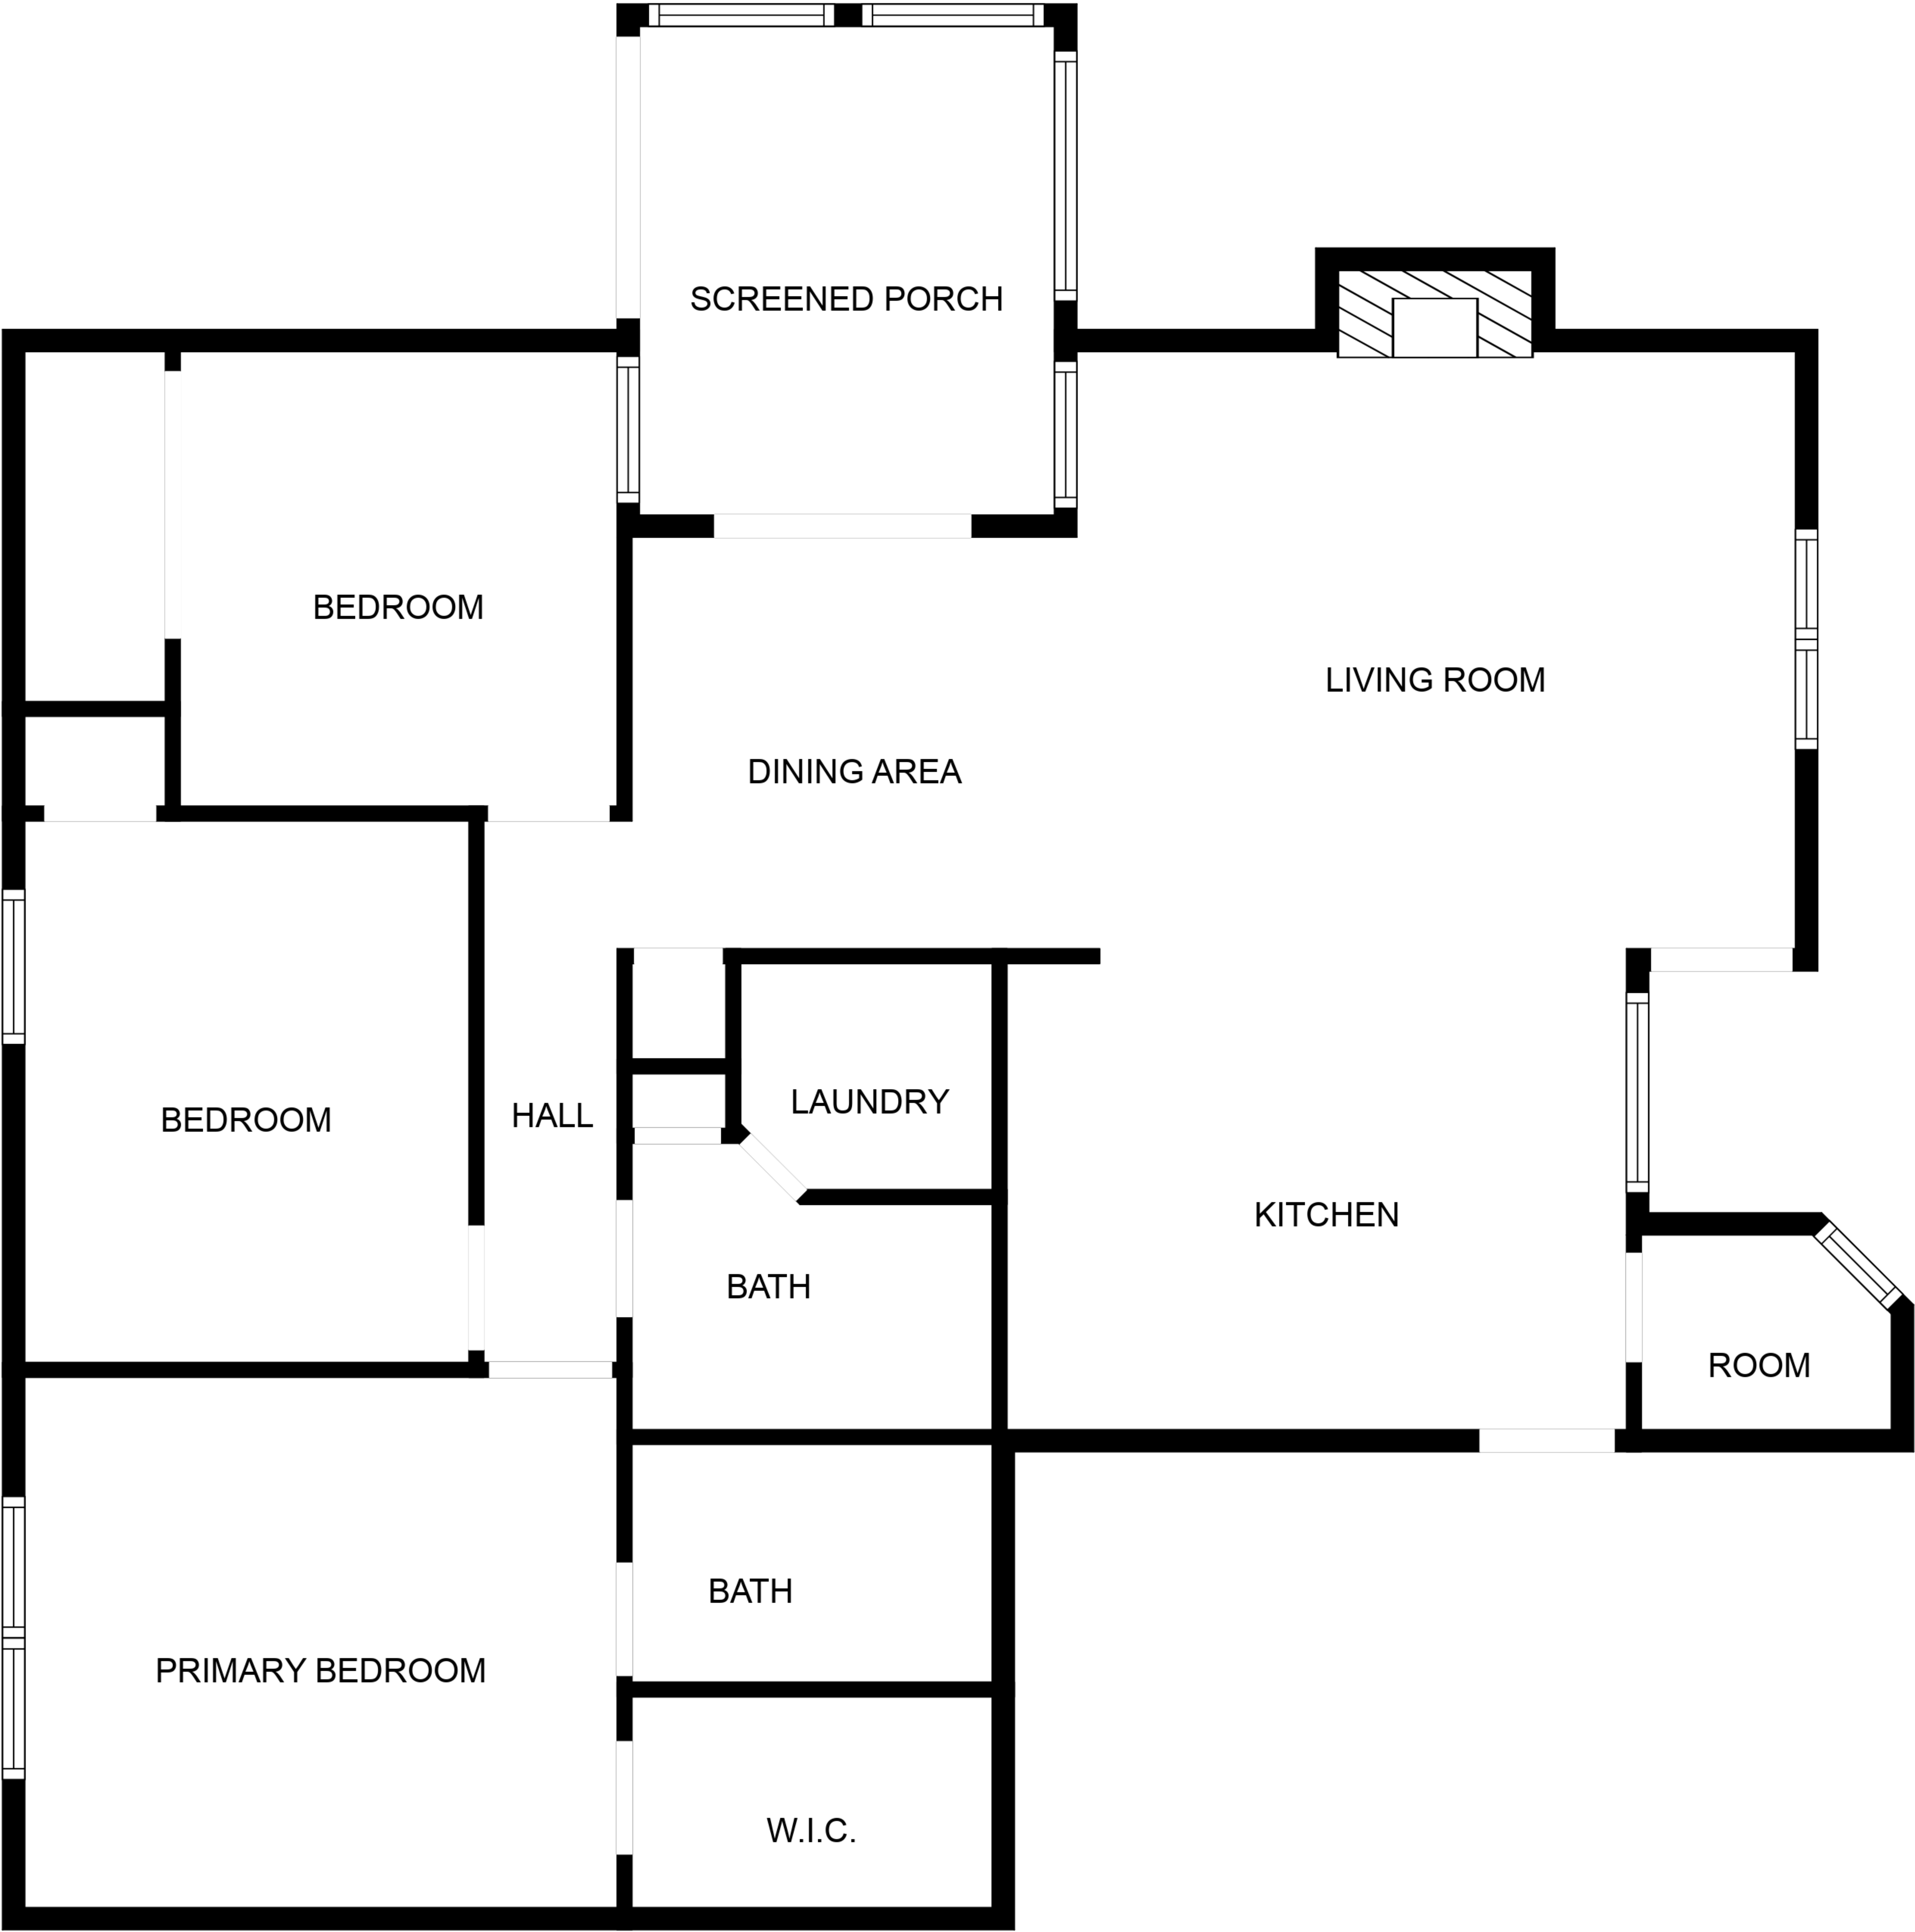 SCREENED PORCH
BEDROOM
LIVING ROOM
DINING AREA
BEDROOM
HALL
LAUNDRY
KITCHEN
BATH
ROOM
BATH
PRIMARY BEDROOM
W.I.C.